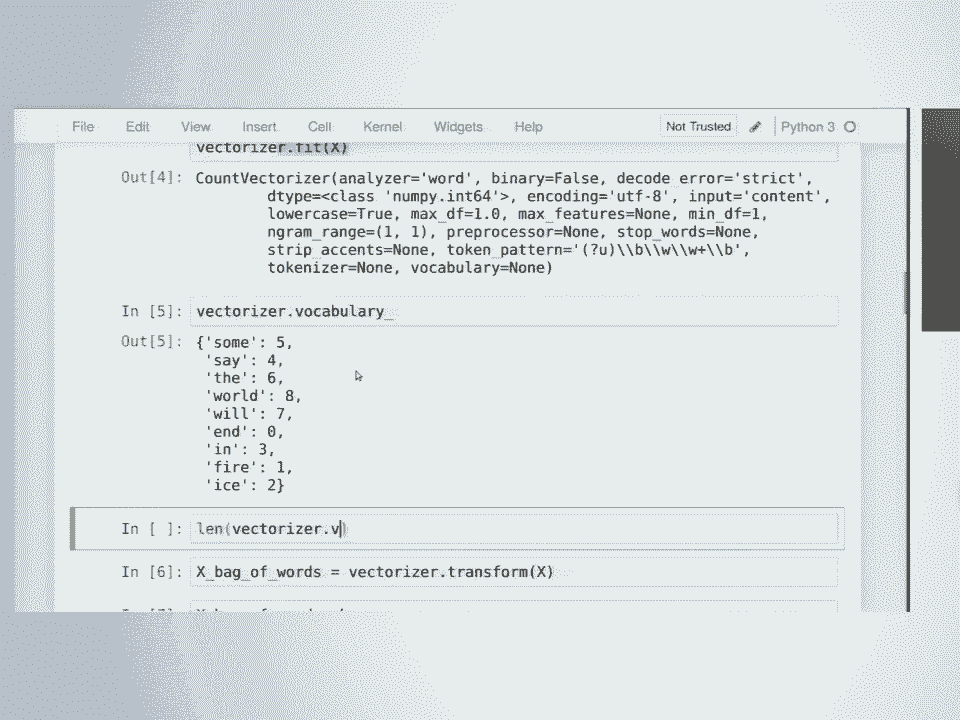 File Edit View Insert Cell Kernel Widgets Help Not Trusted Python 3
vectorizer.fit(X)
Out[4]: CountVectorizer(analyzer='word', binary=False, decode_error='strict',
dtype=<class 'numpy.int64'>, encoding='utf-8', input='content',
lowercase=True, max_df=1.0, max_features=None, min_df=1,
ngram_range=(1, 1), preprocessor=None, stop_words=None,
strip_accents=None, token_pattern='(?u)\\b\\w\\w+\\b',
tokenizer=None, vocabulary=None)
In [5]: vectorizer.vocabulary_
Out[5]: {'some': 5,
'say': 4,
'the': 6,
'world': 8,
'will': 7,
'end': 0,
'in': 3,
'fire': 1,
'ice': 2}
In [ ]: len(vectorizer.v)
In [6]: X_bag_of_words = vectorizer.transform(X)